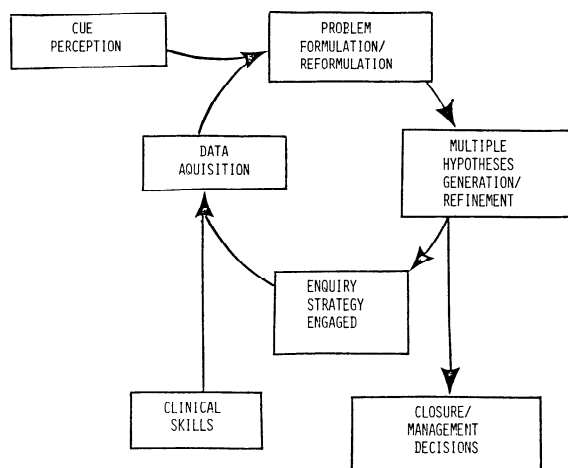 CUE
PERCEPTION
PROBLEM
FORMULATION/
REFORMULATION
DATA
AQUISITION
MULTIPLE
HYPOTHESES
GENERATION/
REFINEMENT
ENQUIRY
STRATEGY
ENGAGED
CLINICAL
SKILLS
CLOSURE/
MANAGEMENT
DECISIONS